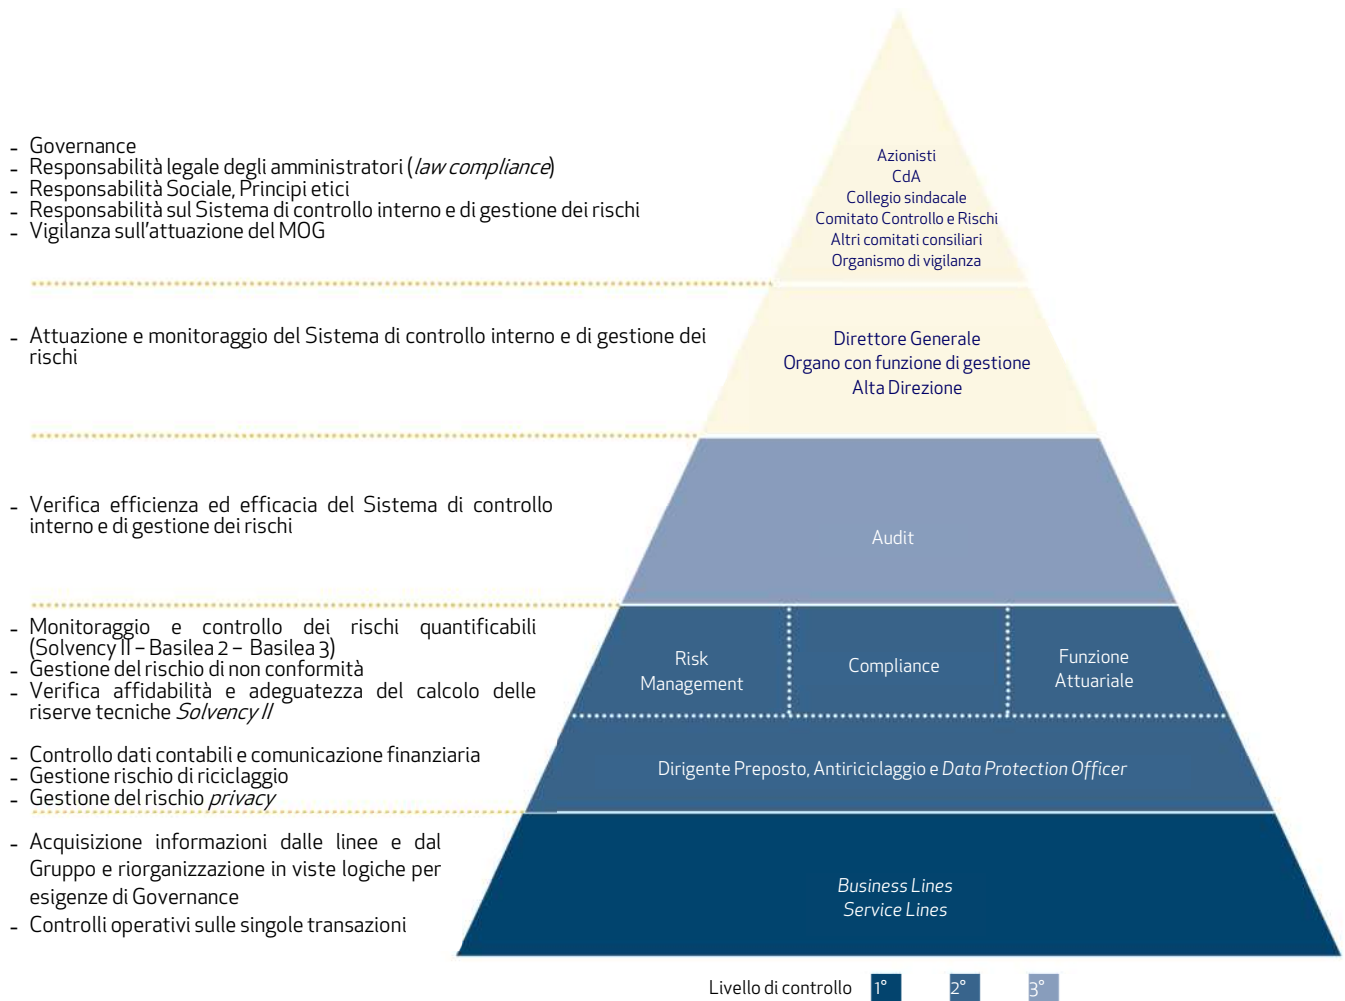 - Governance
- Responsabilità legale degli amministratori (law compliance)
- Responsabilità Sociale, Principi etici
- Responsabilità sul Sistema di controllo interno e di gestione dei rischi
- Vigilanza sull'attuazione del MOG
Azionisti
CdA
Collegio sindacale
Comitato Controllo e Rischi
Altri comitati consiliari
Organismo di vigilanza
- Attuazione e monitoraggio del Sistema di controllo interno e di gestione dei
rischi
Direttore Generale
Organo con funzione di gestione
Alta Direzione
- Verifica efficienza ed efficacia del Sistema di controllo
interno e di gestione dei rischi
Audit
- Monitoraggio e controllo dei rischi quantificabili
(Solvency II – Basilea 2 – Basilea 3)
- Gestione del rischio di non conformità
- Verifica affidabilità e adeguatezza del calcolo delle
riserve tecniche Solvency II
Risk
Management
Compliance
Funzione
Attuariale
- Controllo dati contabili e comunicazione finanziaria
- Gestione rischio di riciclaggio
- Gestione del rischio privacy
Dirigente Preposto, Antiriciclaggio e Data Protection Officer
- Acquisizione informazioni dalle linee e dal
Gruppo e riorganizzazione in viste logiche per
esigenze di Governance
- Controlli operativi sulle singole transazioni
Business Lines
Service Lines
Livello di controllo 1° 2° 3°